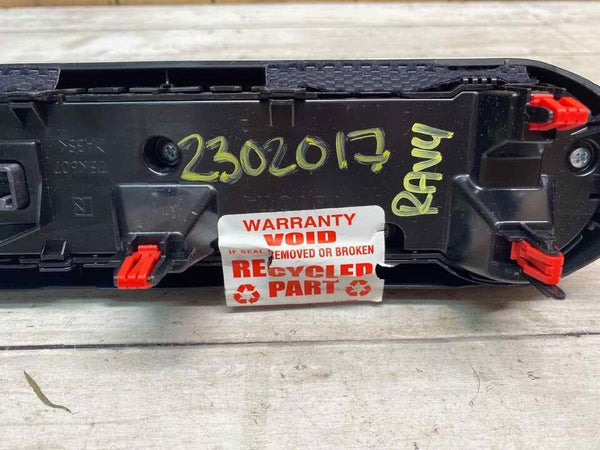 2302017
RAV4
WARRANTY
VOID
IF SEAL REMOVED OR BROKEN
RECYCLED
PART